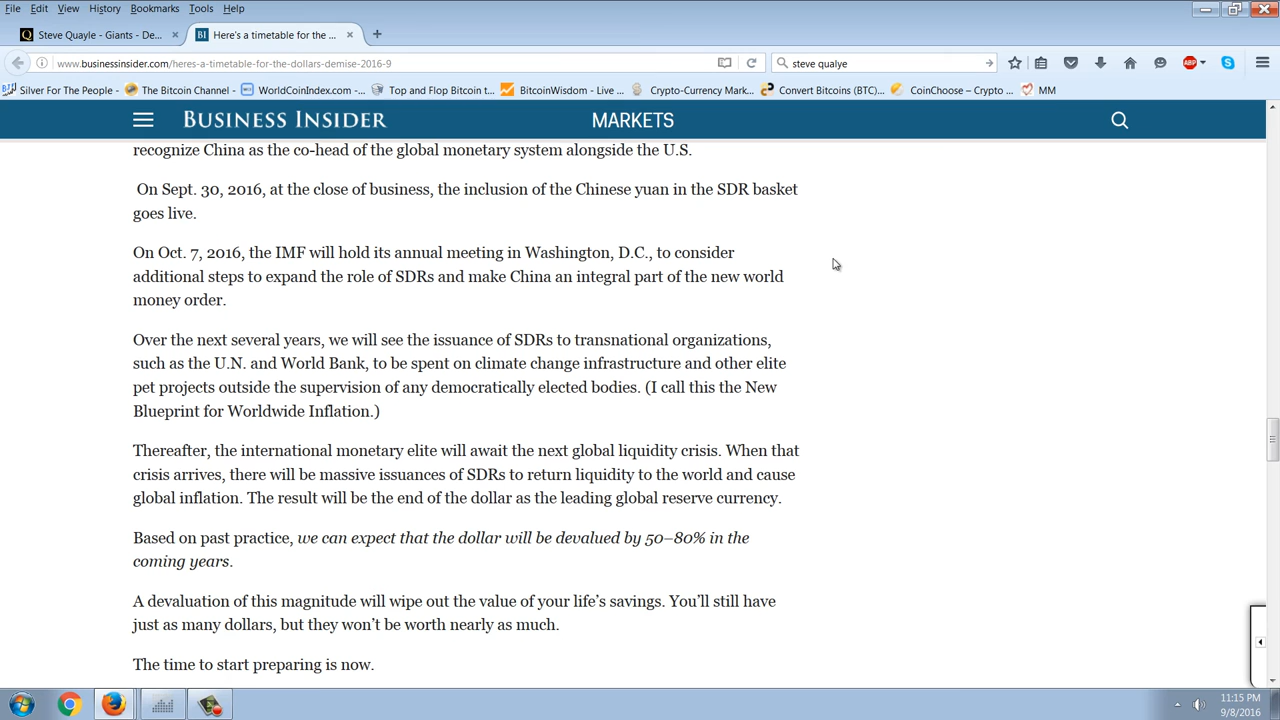 File Edit View History Bookmarks Tools Help
Steve Quayle - Giants - De... × Here's a timetable for the ... × +
www.businessinsider.com/heres-a-timetable-for-the-dollars-demise-2016-9 steve qualye ABP
Silver For The People - The Bitcoin Channel - WorldCoinIndex.com -... Top and Flop Bitcoin t... BitcoinWisdom - Live ... Crypto-Currency Mark... Convert Bitcoins (BTC)... CoinChoose – Crypto ... MM
BUSINESS INSIDER MARKETS
recognize China as the co-head of the global monetary system alongside the U.S.
On Sept. 30, 2016, at the close of business, the inclusion of the Chinese yuan in the SDR basket
goes live.
On Oct. 7, 2016, the IMF will hold its annual meeting in Washington, D.C., to consider
additional steps to expand the role of SDRs and make China an integral part of the new world
money order.
Over the next several years, we will see the issuance of SDRs to transnational organizations,
such as the U.N. and World Bank, to be spent on climate change infrastructure and other elite
pet projects outside the supervision of any democratically elected bodies. (I call this the New
Blueprint for Worldwide Inflation.)
Thereafter, the international monetary elite will await the next global liquidity crisis. When that
crisis arrives, there will be massive issuances of SDRs to return liquidity to the world and cause
global inflation. The result will be the end of the dollar as the leading global reserve currency.
Based on past practice, we can expect that the dollar will be devalued by 50–80% in the
coming years.
A devaluation of this magnitude will wipe out the value of your life's savings. You'll still have
just as many dollars, but they won't be worth nearly as much.
The time to start preparing is now.
11:15 PM
9/8/2016